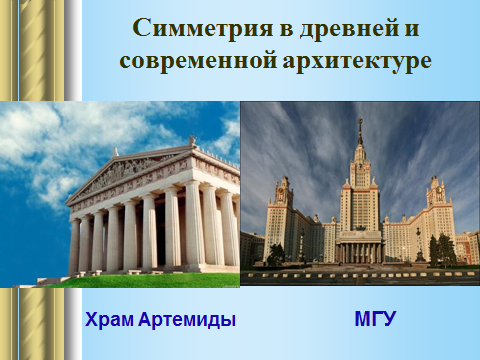 Симметрия в древней и
современной архитектуре
Храм Артемиды
МГУ